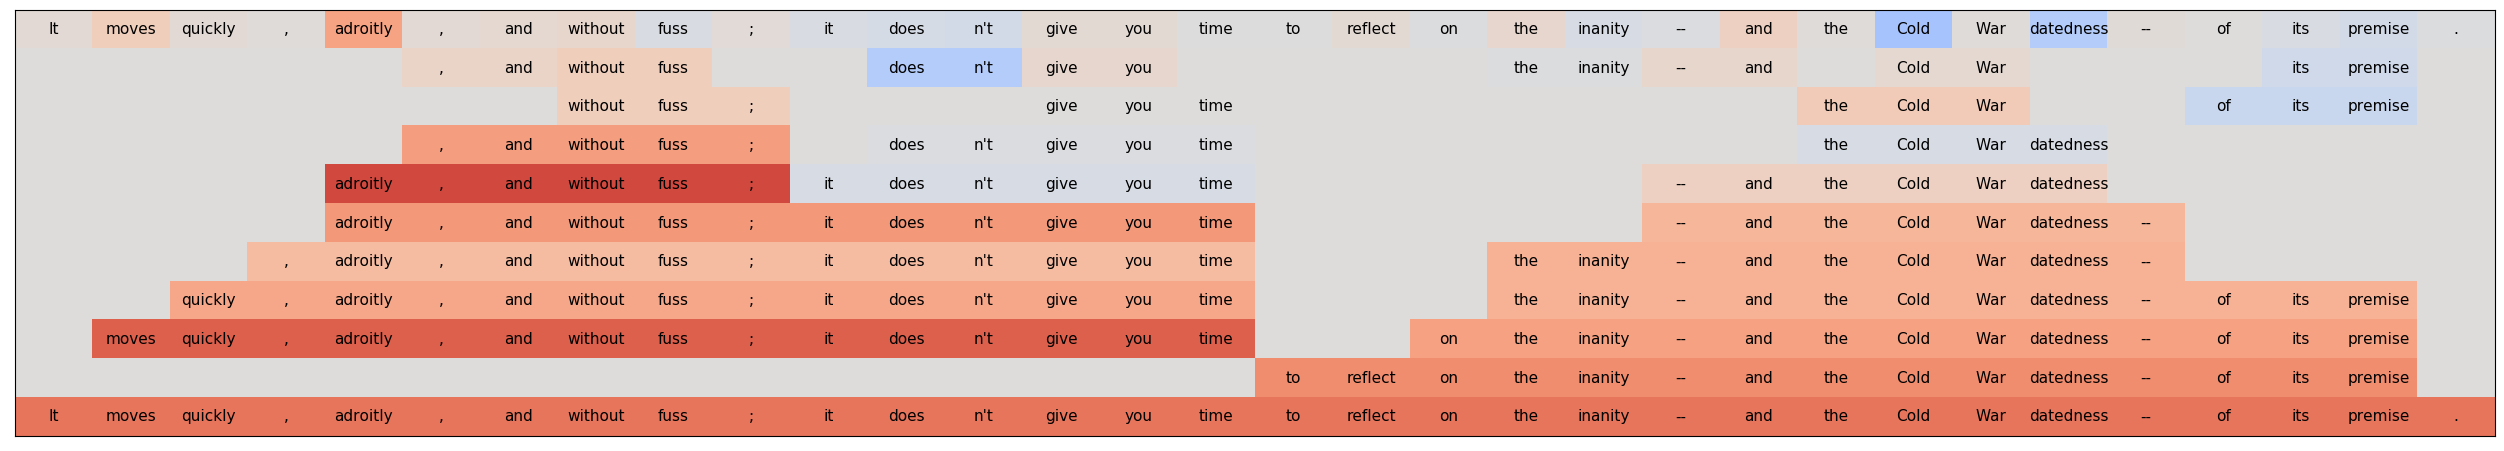 It moves quickly , adroitly , and without fuss ; it does n't give you time to reflect on the inanity -- and the Cold War datedness -- of its premise .
, and without fuss does n't give you the inanity -- and Cold War its premise
without fuss ; give you time the Cold War of its premise
, and without fuss ; does n't give you time the Cold War datedness
adroitly , and without fuss ; it does n't give you time -- and the Cold War datedness
adroitly , and without fuss ; it does n't give you time -- and the Cold War datedness --
, adroitly , and without fuss ; it does n't give you time the inanity -- and the Cold War datedness --
quickly , adroitly , and without fuss ; it does n't give you time the inanity -- and the Cold War datedness -- of its premise
moves quickly , adroitly , and without fuss ; it does n't give you time on the inanity -- and the Cold War datedness -- of its premise
to reflect on the inanity -- and the Cold War datedness -- of its premise
It moves quickly , adroitly , and without fuss ; it does n't give you time to reflect on the inanity -- and the Cold War datedness -- of its premise .